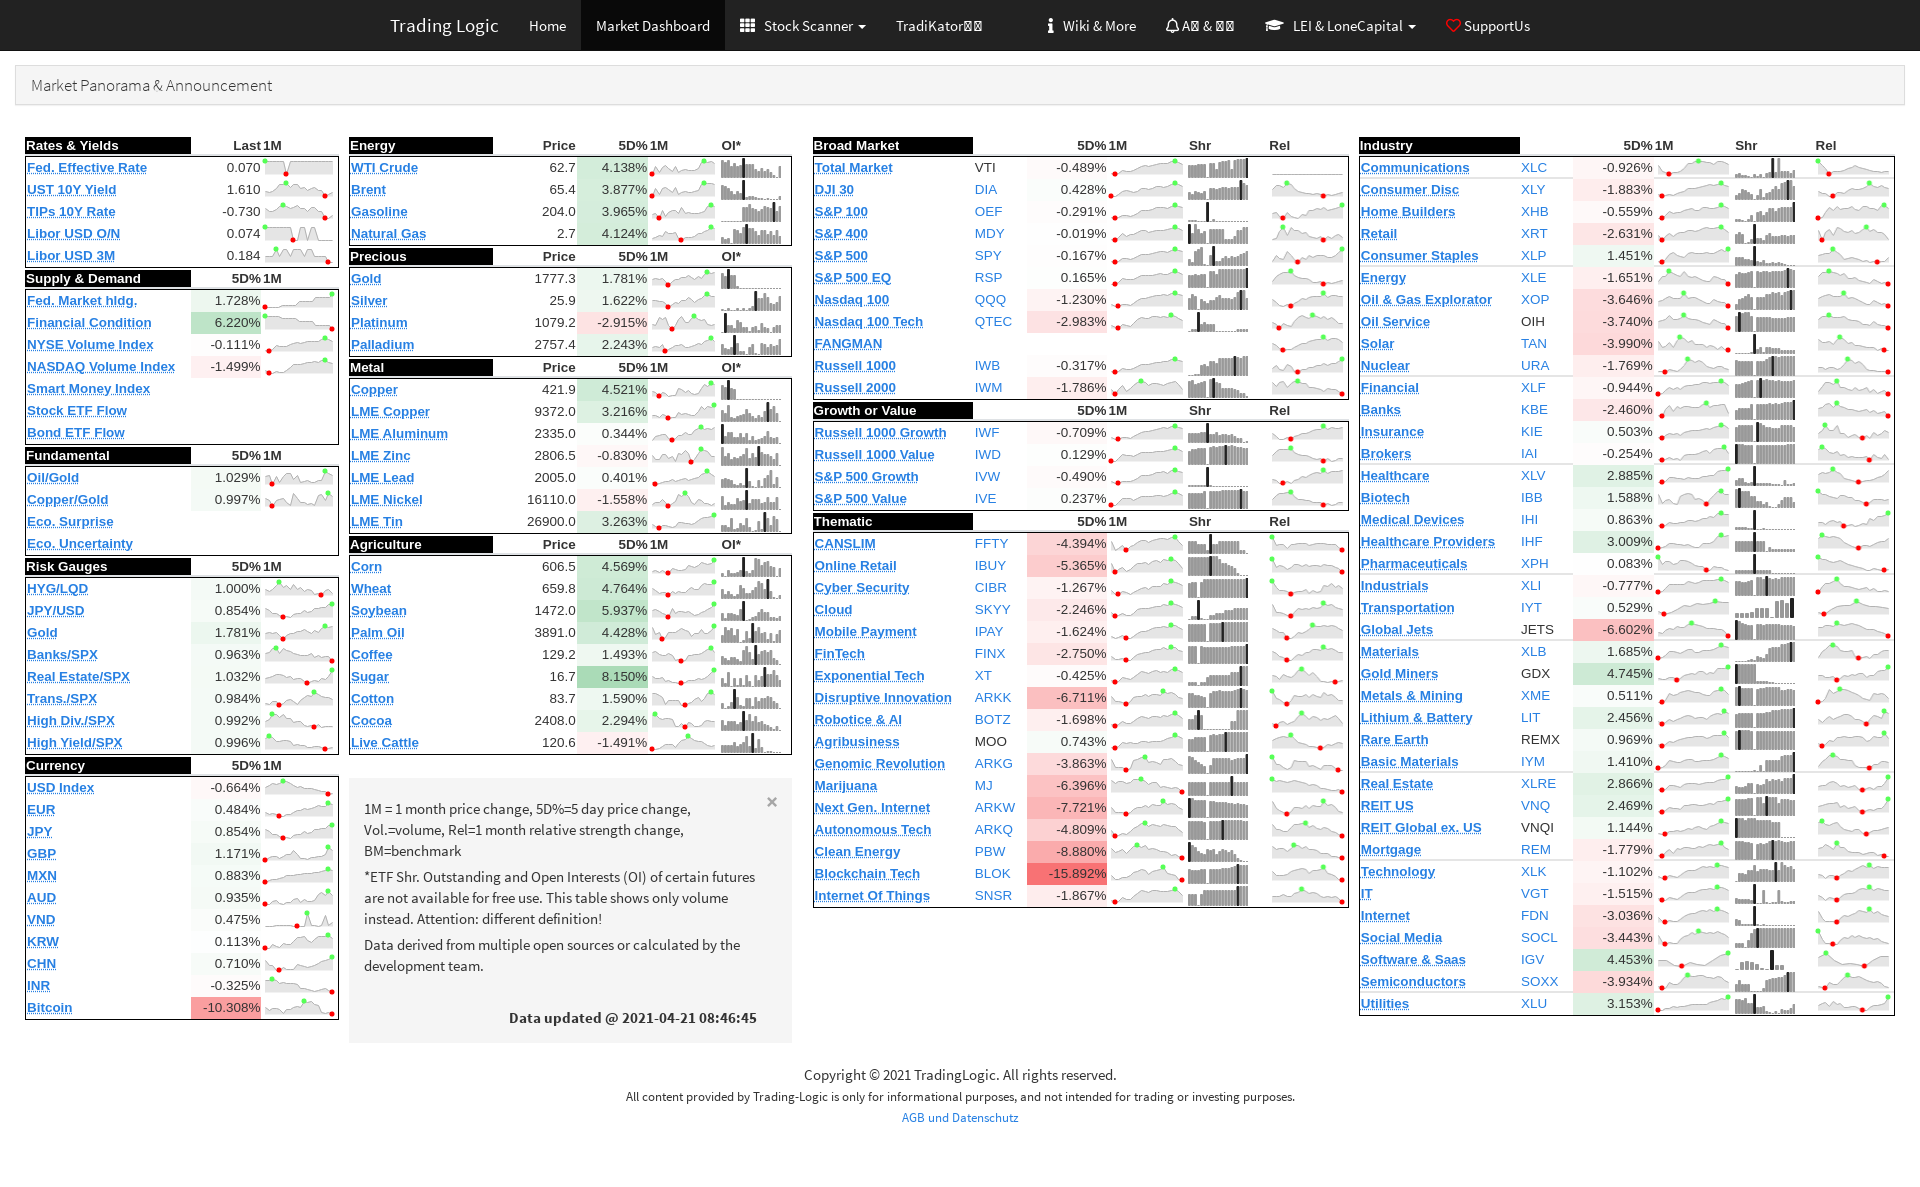 Trading Logic Home Market Dashboard Stock Scanner TradiKator Wiki & More A & LEI & LoneCapital SupportUs
Market Panorama & Announcement
Rates & Yields Last 1M
Fed. Effective Rate 0.070
UST 10Y Yield 1.610
TIPs 10Y Rate -0.730
Libor USD O/N 0.074
Libor USD 3M 0.184
Supply & Demand 5D% 1M
Fed. Market hldg. 1.728%
Financial Condition 6.220%
NYSE Volume Index -0.111%
NASDAQ Volume Index -1.499%
Smart Money Index
Stock ETF Flow
Bond ETF Flow
Fundamental 5D% 1M
Oil/Gold 1.029%
Copper/Gold 0.997%
Eco. Surprise
Eco. Uncertainty
Risk Gauges 5D% 1M
HYG/LQD 1.000%
JPY/USD 0.854%
Gold 1.781%
Banks/SPX 0.963%
Real Estate/SPX 1.032%
Trans./SPX 0.984%
High Div./SPX 0.992%
High Yield/SPX 0.996%
Currency 5D% 1M
USD Index -0.664%
EUR 0.484%
JPY 0.854%
GBP 1.171%
MXN 0.883%
AUD 0.935%
VND 0.475%
KRW 0.113%
CHN 0.710%
INR -0.325%
Bitcoin -10.308%
Energy Price 5D% 1M OI*
WTI Crude 62.7 4.138%
Brent 65.4 3.877%
Gasoline 204.0 3.965%
Natural Gas 2.7 4.124%
Precious Price 5D% 1M OI*
Gold 1777.3 1.781%
Silver 25.9 1.622%
Platinum 1079.2 -2.915%
Palladium 2757.4 2.243%
Metal Price 5D% 1M OI*
Copper 421.9 4.521%
LME Copper 9372.0 3.216%
LME Aluminum 2335.0 0.344%
LME Zinc 2806.5 -0.830%
LME Lead 2005.0 0.401%
LME Nickel 16110.0 -1.558%
LME Tin 26900.0 3.263%
Agriculture Price 5D% 1M OI*
Corn 606.5 4.569%
Wheat 659.8 4.764%
Soybean 1472.0 5.937%
Palm Oil 3891.0 4.428%
Coffee 129.2 1.493%
Sugar 16.7 8.150%
Cotton 83.7 1.590%
Cocoa 2408.0 2.294%
Live Cattle 120.6 -1.491%
×
1M = 1 month price change, 5D%=5 day price change,
Vol.=volume, Rel=1 month relative strength change,
BM=benchmark
*ETF Shr. Outstanding and Open Interests (OI) of certain futures
are not available for free use. This table shows only volume
instead. Attention: different definition!
Data derived from multiple open sources or calculated by the
development team.
Data updated @ 2021-04-21 08:46:45
Broad Market 5D% 1M Shr Rel
Total Market VTI -0.489%
DJI 30 DIA 0.428%
S&P 100 OEF -0.291%
S&P 400 MDY -0.019%
S&P 500 SPY -0.167%
S&P 500 EQ RSP 0.165%
Nasdaq 100 QQQ -1.230%
Nasdaq 100 Tech QTEC -2.983%
FANGMAN
Russell 1000 IWB -0.317%
Russell 2000 IWM -1.786%
Growth or Value 5D% 1M Shr Rel
Russell 1000 Growth IWF -0.709%
Russell 1000 Value IWD 0.129%
S&P 500 Growth IVW -0.490%
S&P 500 Value IVE 0.237%
Thematic 5D% 1M Shr Rel
CANSLIM FFTY -4.394%
Online Retail IBUY -5.365%
Cyber Security CIBR -1.267%
Cloud SKYY -2.246%
Mobile Payment IPAY -1.624%
FinTech FINX -2.750%
Exponential Tech XT -0.425%
Disruptive Innovation ARKK -6.711%
Robotice & AI BOTZ -1.698%
Agribusiness MOO 0.743%
Genomic Revolution ARKG -3.863%
Marijuana MJ -6.396%
Next Gen. Internet ARKW -7.721%
Autonomous Tech ARKQ -4.809%
Clean Energy PBW -8.880%
Blockchain Tech BLOK -15.892%
Internet Of Things SNSR -1.867%
Industry 5D% 1M Shr Rel
Communications XLC -0.926%
Consumer Disc XLY -1.883%
Home Builders XHB -0.559%
Retail XRT -2.631%
Consumer Staples XLP 1.451%
Energy XLE -1.651%
Oil & Gas Explorator XOP -3.646%
Oil Service OIH -3.740%
Solar TAN -3.990%
Nuclear URA -1.769%
Financial XLF -0.944%
Banks KBE -2.460%
Insurance KIE 0.503%
Brokers IAI -0.254%
Healthcare XLV 2.885%
Biotech IBB 1.588%
Medical Devices IHI 0.863%
Healthcare Providers IHF 3.009%
Pharmaceuticals XPH 0.083%
Industrials XLI -0.777%
Transportation IYT 0.529%
Global Jets JETS -6.602%
Materials XLB 1.685%
Gold Miners GDX 4.745%
Metals & Mining XME 0.511%
Lithium & Battery LIT 2.456%
Rare Earth REMX 0.969%
Basic Materials IYM 1.410%
Real Estate XLRE 2.866%
REIT US VNQ 2.469%
REIT Global ex. US VNQI 1.144%
Mortgage REM -1.779%
Technology XLK -1.102%
IT VGT -1.515%
Internet FDN -3.036%
Social Media SOCL -3.443%
Software & Saas IGV 4.453%
Semiconductors SOXX -3.934%
Utilities XLU 3.153%
Copyright © 2021 TradingLogic. All rights reserved.
All content provided by Trading-Logic is only for informational purposes, and not intended for trading or investing purposes.
AGB und Datenschutz